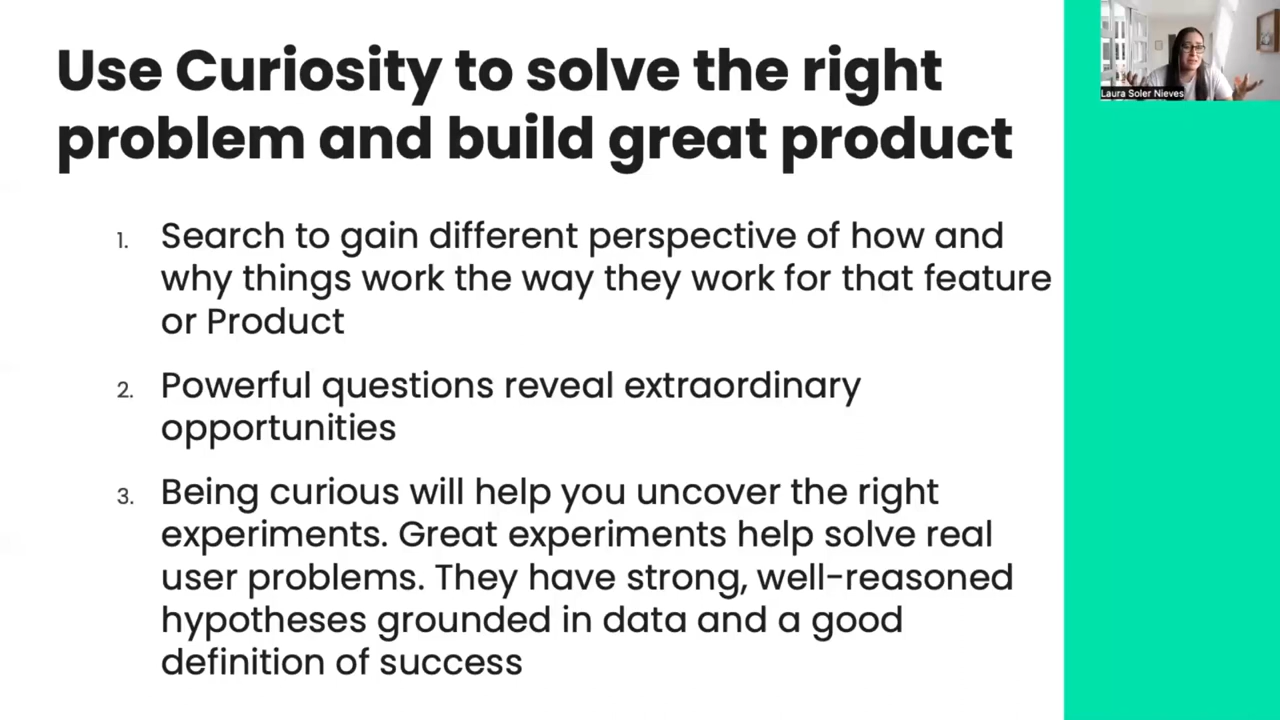 Use Curiosity to solve the right
problem and build great product
1. Search to gain different perspective of how and
why things work the way they work for that feature
or Product
2. Powerful questions reveal extraordinary
opportunities
3. Being curious will help you uncover the right
experiments. Great experiments help solve real
user problems. They have strong, well-reasoned
hypotheses grounded in data and a good
definition of success
Laura Soler Nieves